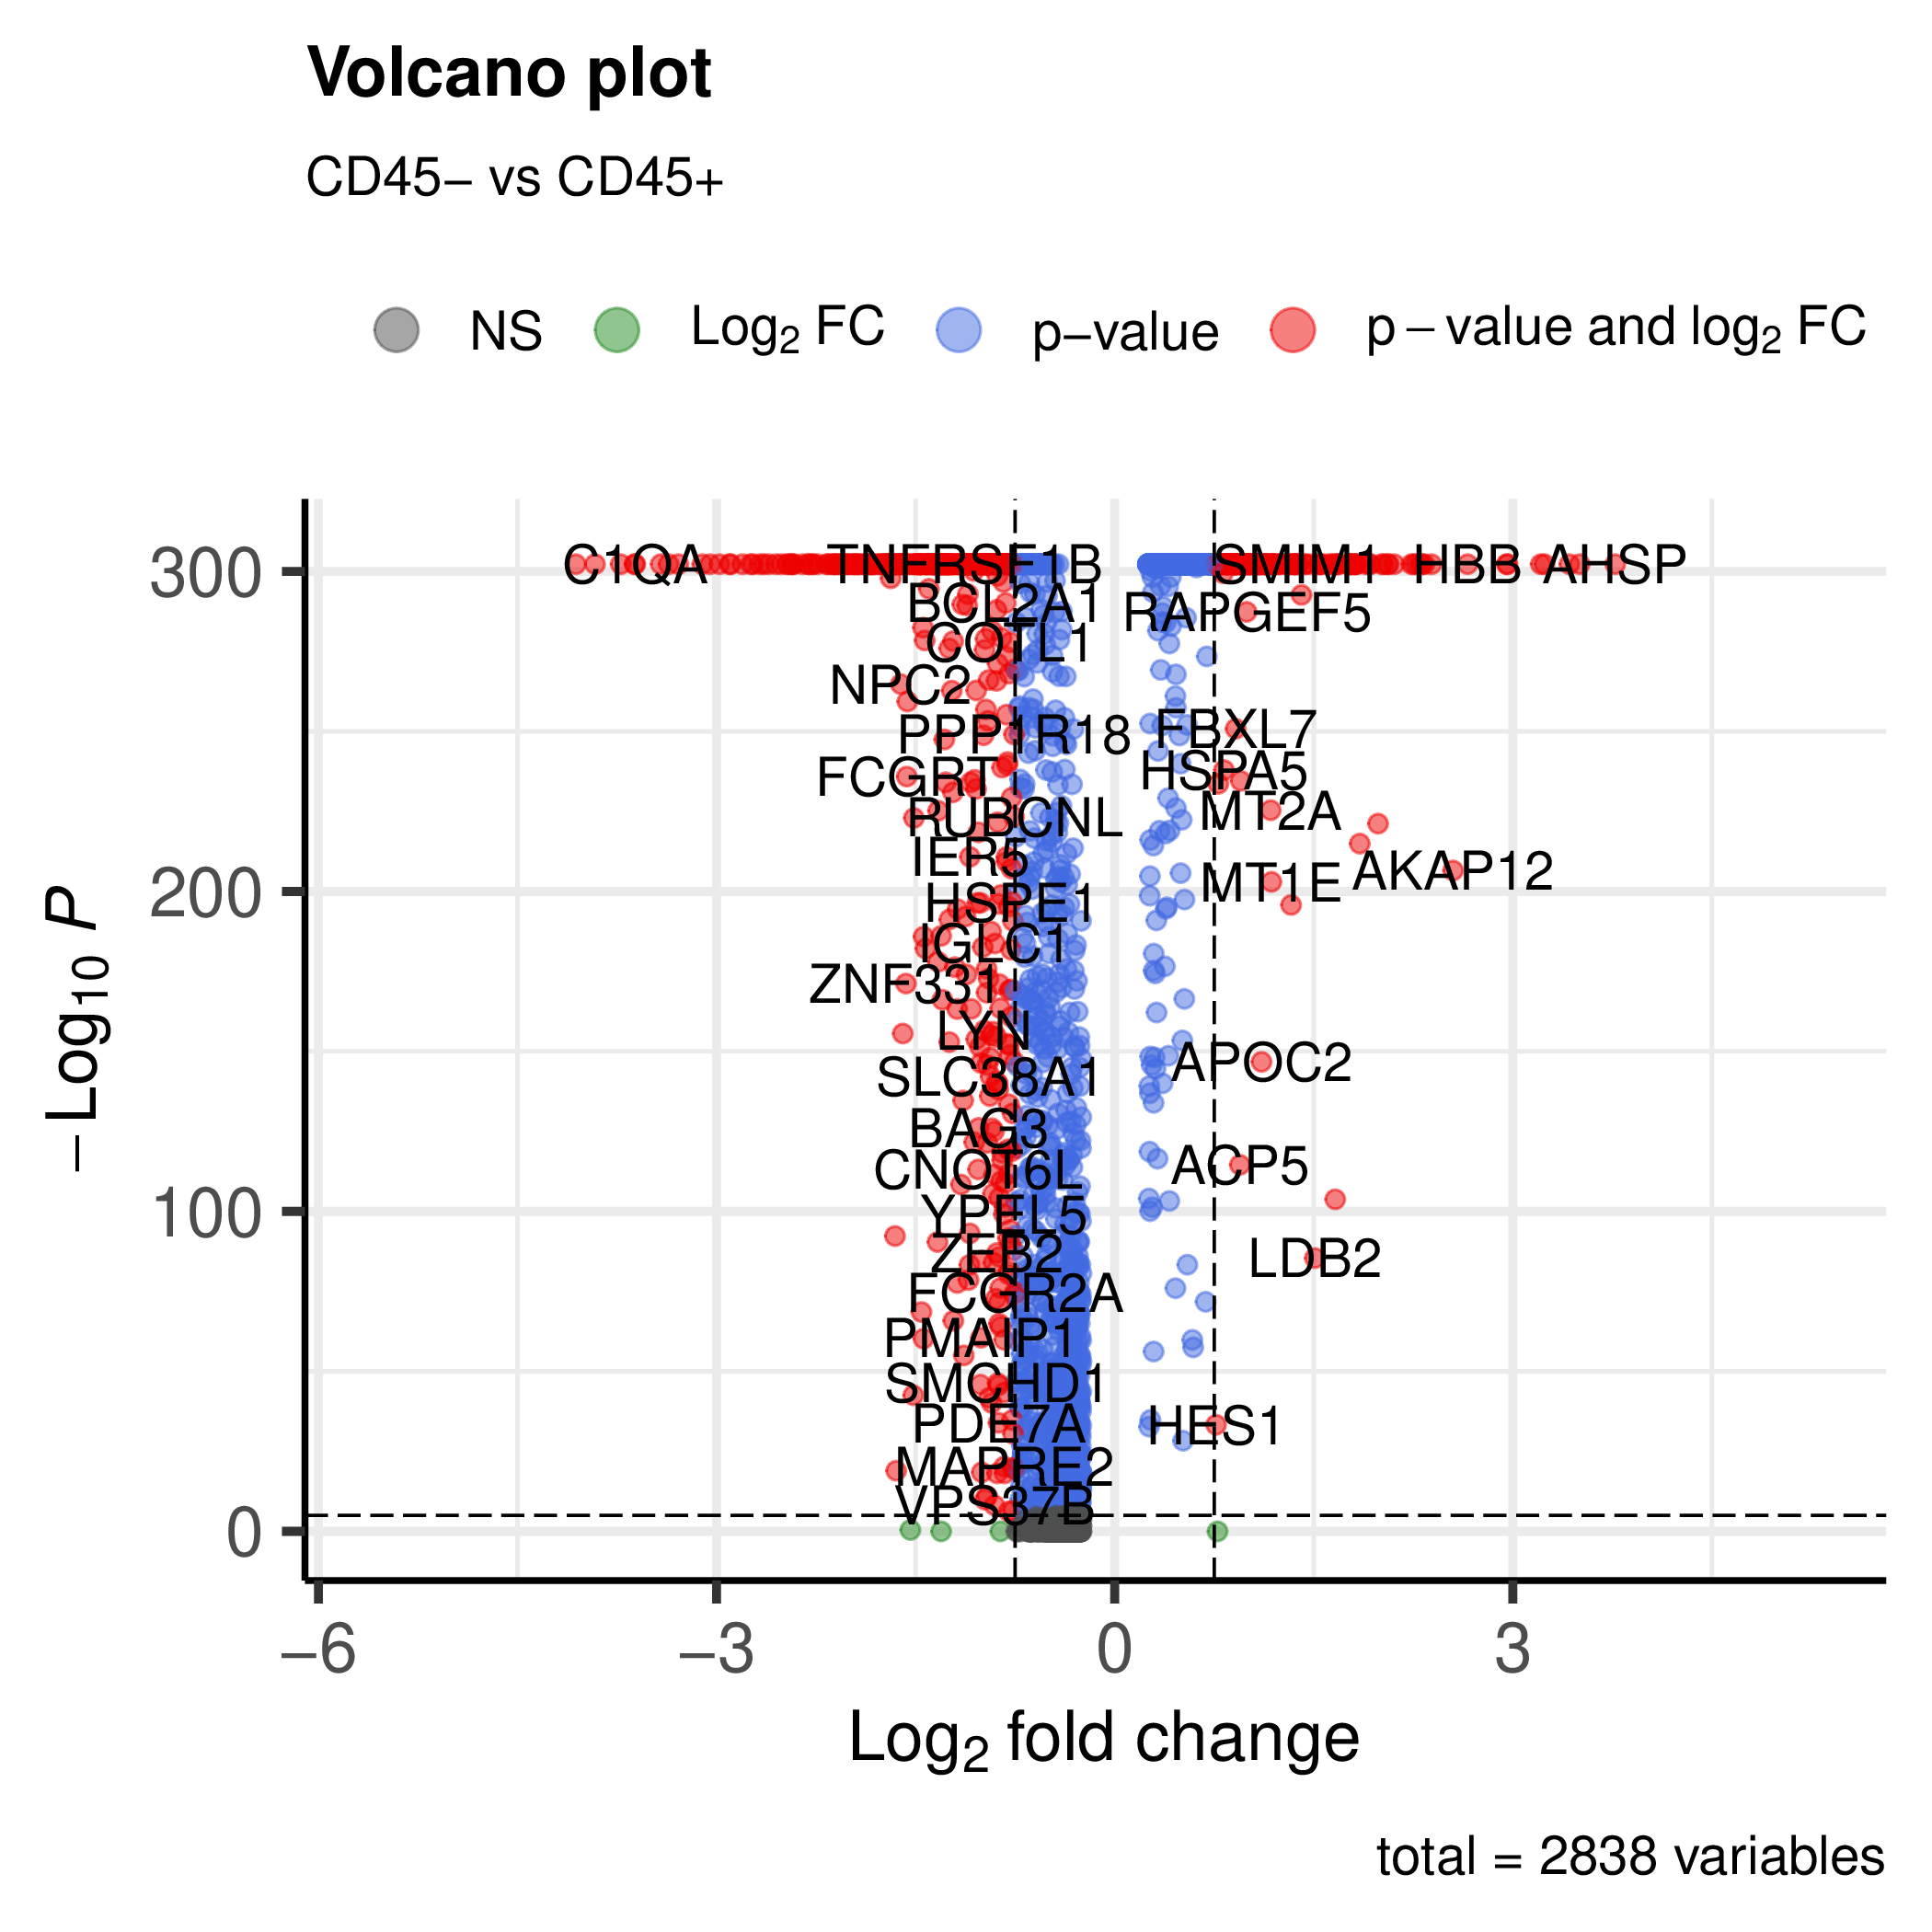 Volcano plot
CD45− vs CD45+
NS
Log2 FC
p−value
p − value and log2 FC
−Log10 P
300
200
100
0
C1QA
TNFRSF1B
SMIM1
HBB
AHSP
BCL2A1
RAPGEF5
COTL1
NPC2
PPP1R18
FBXL7
FCGRT
HSPA5
RUBCNL
MT2A
IER5
AKAP12
MT1E
HSPE1
IGLC1
ZNF331
LYN
APOC2
SLC38A1
BAG3
CNOT6L
ACP5
YPEL5
ZEB2
LDB2
FCGR2A
PMAIP1
SMCHD1
PDE7A
HES1
MAPRE2
VPS37B
−6
−3
0
3
Log2 fold change
total = 2838 variables